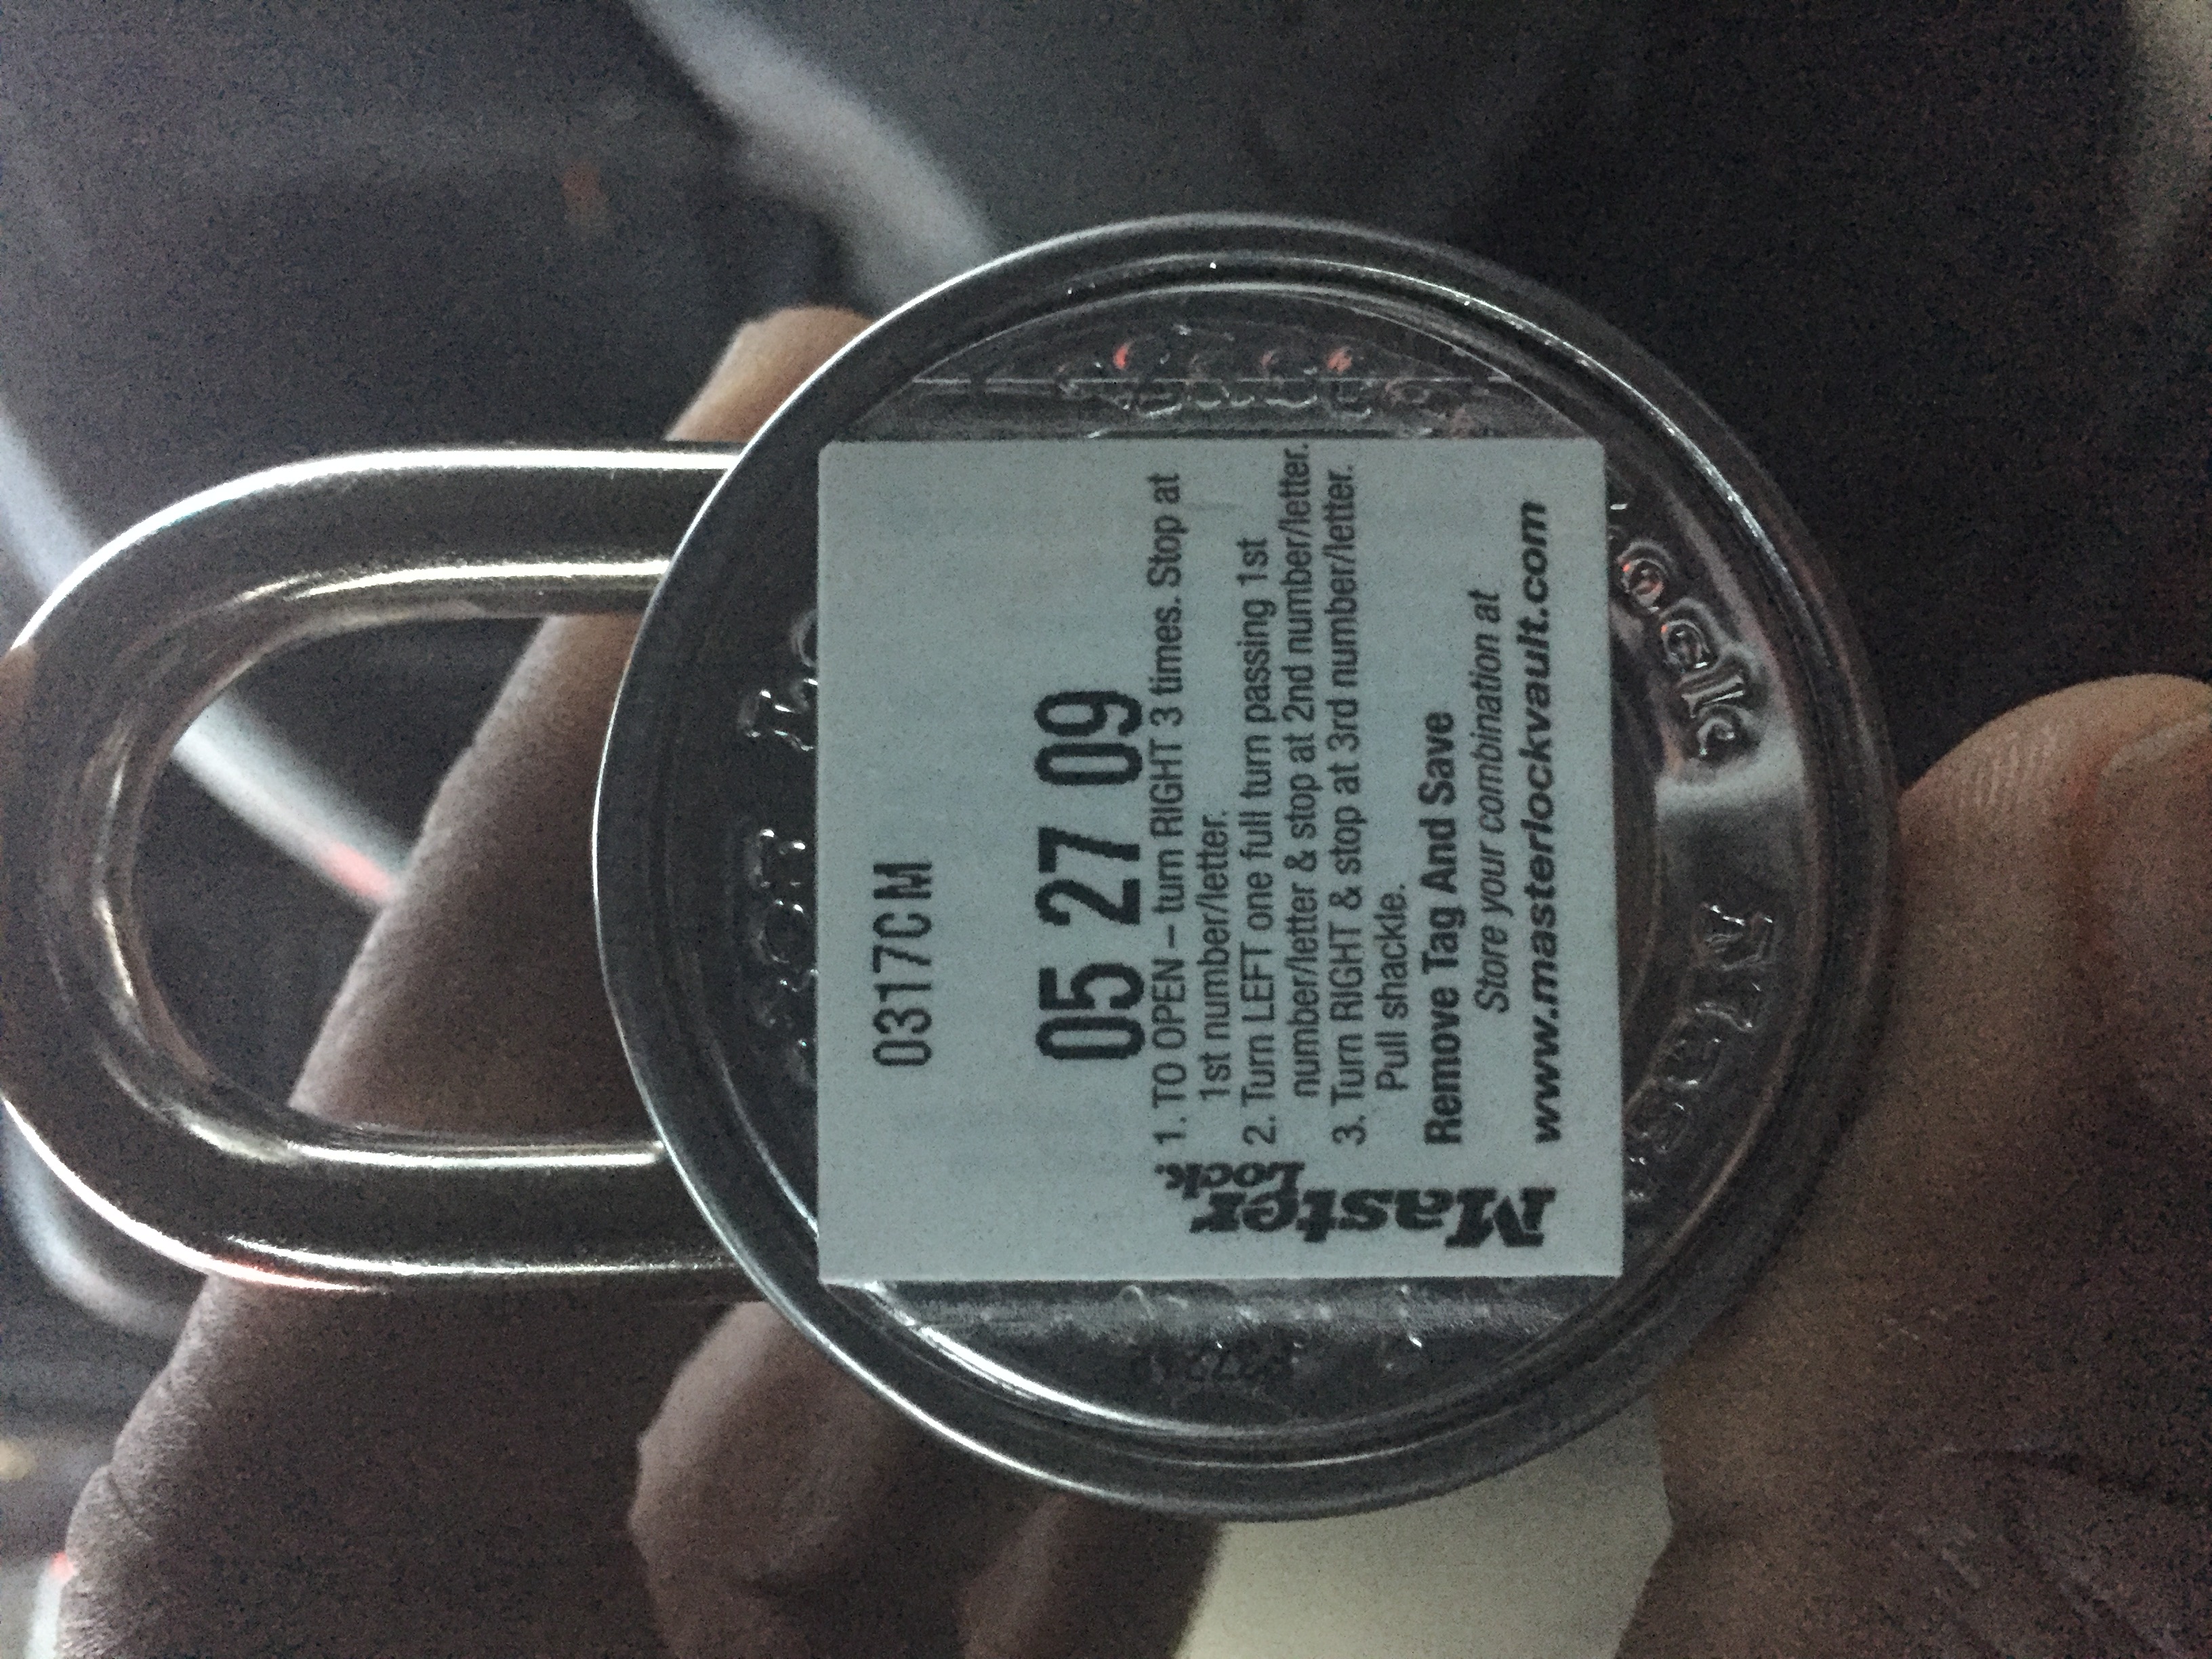 0317CM
05 27 09
1. TO OPEN – turn RIGHT 3 times. Stop at
1st number/letter.
2. Turn LEFT one full turn passing 1st
number/letter & stop at 2nd number/letter.
3. Turn RIGHT & stop at 3rd number/letter.
Pull shackle.
Remove Tag And Save
Store your combination at
www.masterlockvault.com
Master
Lock